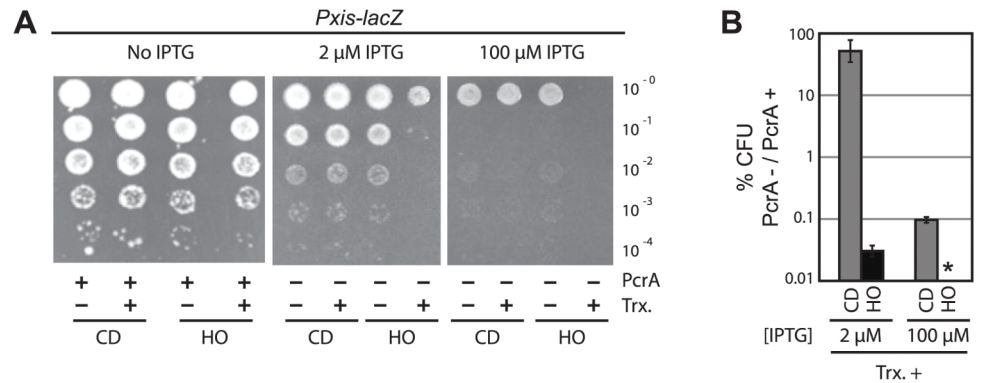 A
Pxis-lacZ
No IPTG 2 μM IPTG 100 μM IPTG
10 -0
10 -1
10 -2
10 -3
10 -4
+ + + + - - - - - - - - PcrA
- + - + - + - + - + - + Trx.
CD HO CD HO CD HO
B
% CFU
PcrA - / PcrA +
100
10
1
0.1
0.01
*
CD HO CD HO
[IPTG] 2 μM 100 μM
Trx. +